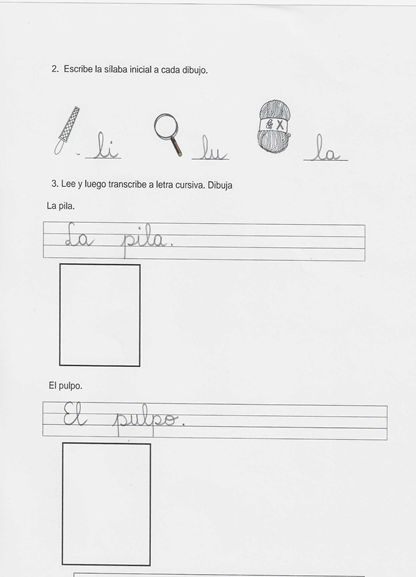 2. Escribe la sílaba inicial a cada dibujo.
li lu la
3. Lee y luego transcribe a letra cursiva. Dibuja
La pila.
La pila.
El pulpo.
El pulpo.